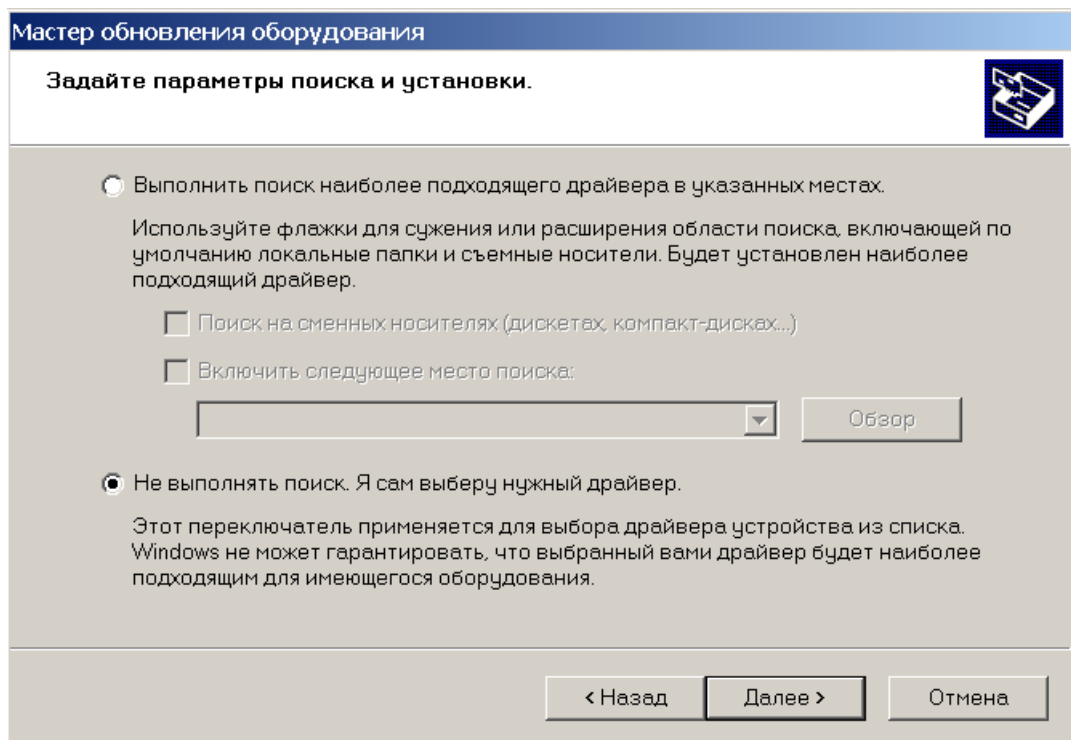 Мастер обновления оборудования
Задайте параметры поиска и установки.
Выполнить поиск наиболее подходящего драйвера в указанных местах.
Используйте флажки для сужения или расширения области поиска, включающей по
умолчанию локальные папки и съемные носители. Будет установлен наиболее
подходящий драйвер.
Поиск на сменных носителях (дискетах, компакт-дисках...)
Включить следующее место поиска:
Обзор
Не выполнять поиск. Я сам выберу нужный драйвер.
Этот переключатель применяется для выбора драйвера устройства из списка.
Windows не может гарантировать, что выбранный вами драйвер будет наиболее
подходящим для имеющегося оборудования.
< Назад Далее > Отмена